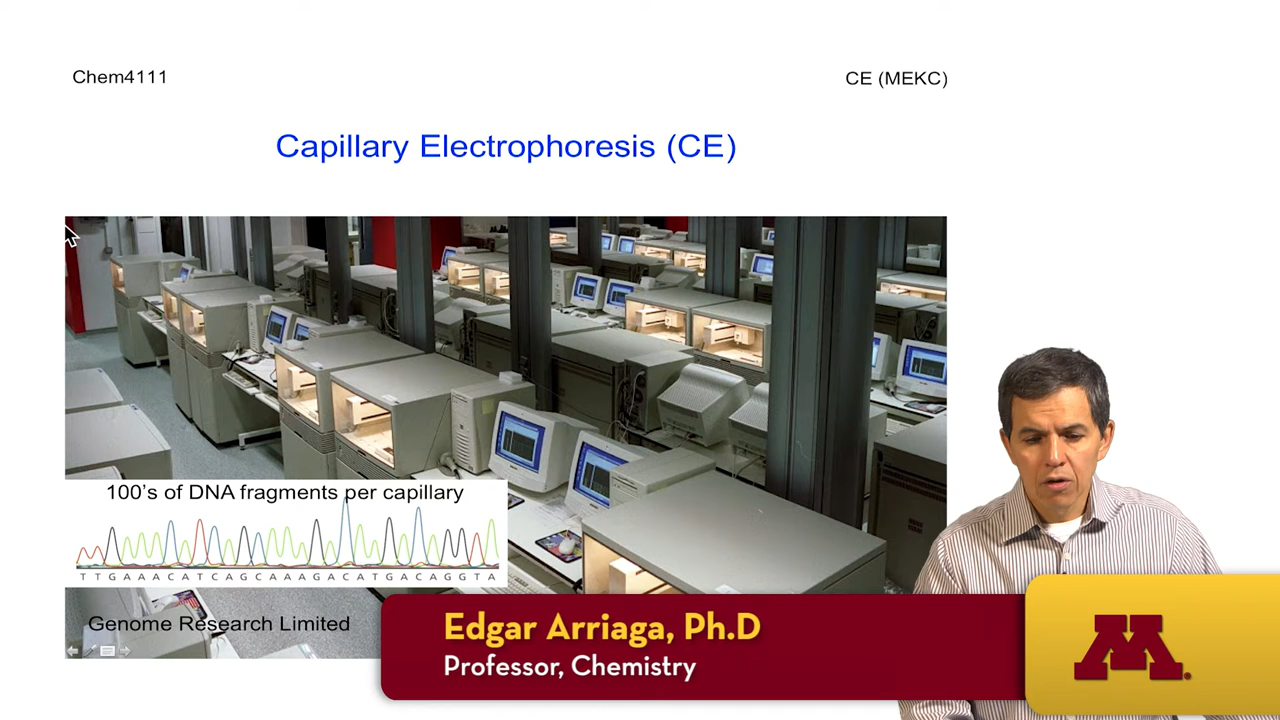 Chem4111
CE (MEKC)
Capillary Electrophoresis (CE)
100's of DNA fragments per capillary
T T G A A A C A T C A G C A A A G A C A T G A C A G G T A
Genome Research Limited
Edgar Arriaga, Ph.D
Professor, Chemistry
M